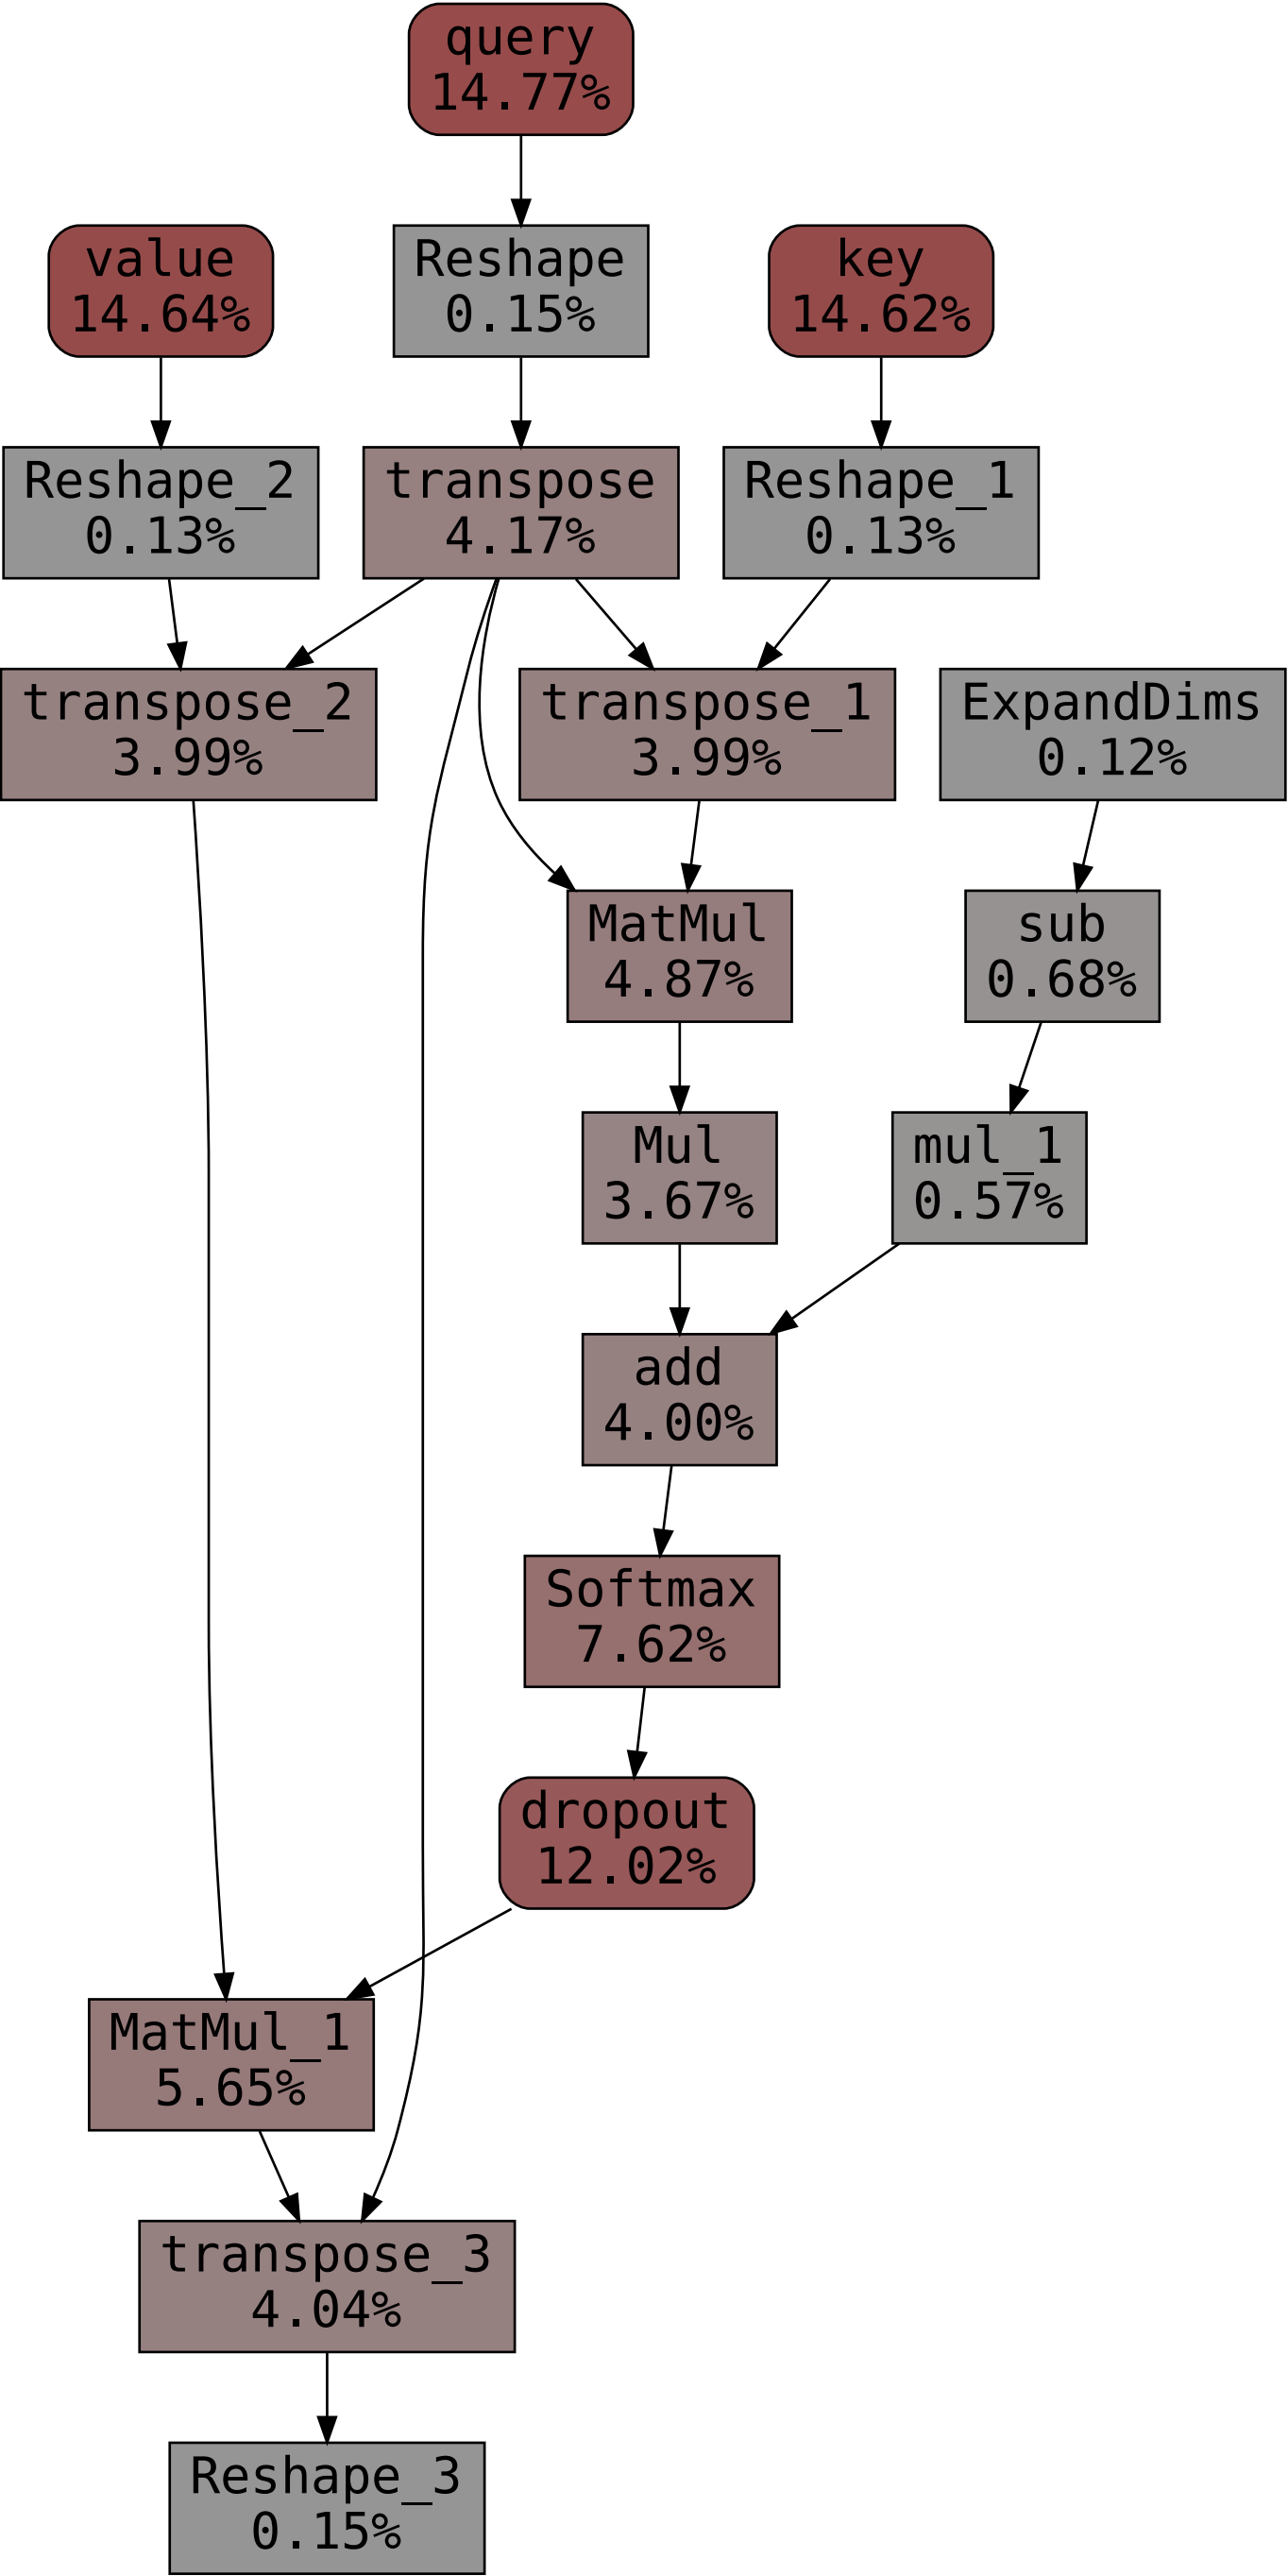 query
14.77%
value
14.64%
Reshape
0.15%
key
14.62%
Reshape_2
0.13%
transpose
4.17%
Reshape_1
0.13%
transpose_2
3.99%
transpose_1
3.99%
ExpandDims
0.12%
MatMul
4.87%
sub
0.68%
Mul
3.67%
mul_1
0.57%
add
4.00%
Softmax
7.62%
dropout
12.02%
MatMul_1
5.65%
transpose_3
4.04%
Reshape_3
0.15%